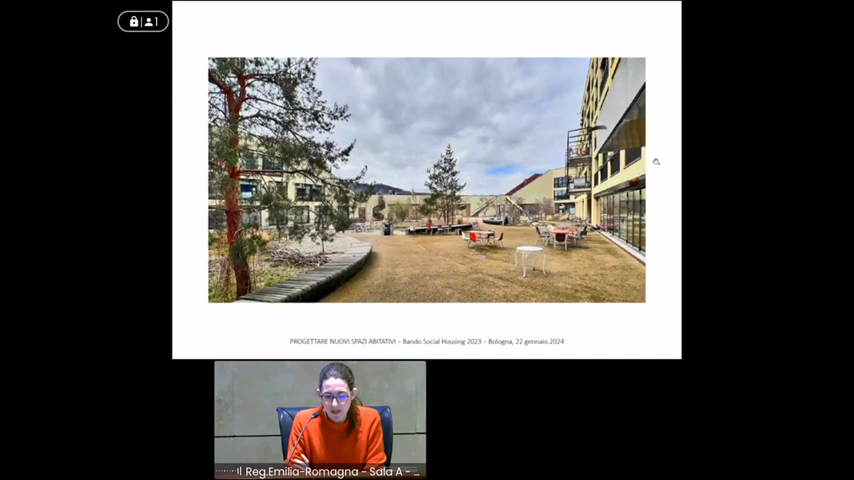 1
PROGETTARE NUOVI SPAZI ABITATIVI – Bando Social Housing 2023 – Bologna, 22 gennaio 2024
Reg.Emilia-Romagna - Sala A - ...